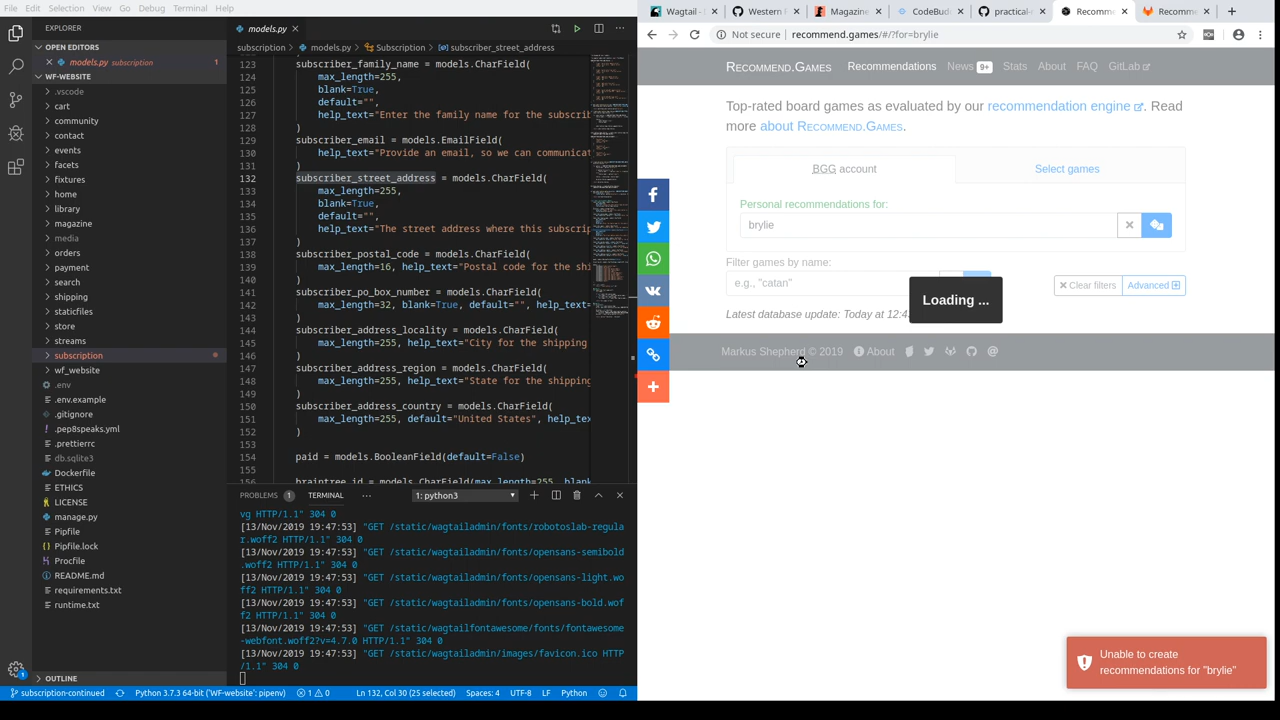 File Edit Selection View Go Debug Terminal Help
EXPLORER
OPEN EDITORS
models.py subscription 1
WF-WEBSITE
.vscode
cart
community
contact
events
facets
fixtures
home
library
magazine
media
orders
payment
search
shipping
staticfiles
store
streams
subscription
wf_website
.env
.env.example
.gitignore
.pep8speaks.yml
.prettierrc
db.sqlite3
Dockerfile
ETHICS
LICENSE
manage.py
Pipfile
Pipfile.lock
Procfile
README.md
requirements.txt
runtime.txt
OUTLINE
models.py
subscription > models.py > Subscription > subscriber_street_address
123 subscriber_family_name = models.CharField(
124 max_length=255,
125 blank=True,
126 default="",
127 help_text="Enter the family name for the subscri
128 )
129 subscriber_email = models.EmailField(
130 help_text="Provide an email, so we can communicat
131 )
132 subscriber_street_address = models.CharField(
133 max_length=255,
134 blank=True,
135 default="",
136 help_text="The street address where this subscrip
137 )
138 subscriber_postal_code = models.CharField(
139 max_length=16, help_text="Postal code for the shi
140 )
141 subscriber_po_box_number = models.CharField(
142 max_length=32, blank=True, default="", help_text=
143 )
144 subscriber_address_locality = models.CharField(
145 max_length=255, help_text="City for the shipping
146 )
147 subscriber_address_region = models.CharField(
148 max_length=255, help_text="State for the shipping
149 )
150 subscriber_address_country = models.CharField(
151 max_length=255, default="United States", help_tex
152 )
153
154 paid = models.BooleanField(default=False)
155
156 braintree_id = models.CharField(max_length=255, blank
PROBLEMS 1 TERMINAL ... 1: python3
vg HTTP/1.1" 304 0
[13/Nov/2019 19:47:53] "GET /static/wagtailadmin/fonts/robotoslab-regula
r.woff2 HTTP/1.1" 304 0
[13/Nov/2019 19:47:53] "GET /static/wagtailadmin/fonts/opensans-semibold
.woff2 HTTP/1.1" 304 0
[13/Nov/2019 19:47:53] "GET /static/wagtailadmin/fonts/opensans-light.wo
ff2 HTTP/1.1" 304 0
[13/Nov/2019 19:47:53] "GET /static/wagtailadmin/fonts/opensans-bold.wof
f2 HTTP/1.1" 304 0
[13/Nov/2019 19:47:53] "GET /static/wagtailfontawesome/fonts/fontawesome
-webfont.woff2?v=4.7.0 HTTP/1.1" 304 0
[13/Nov/2019 19:47:53] "GET /static/wagtailadmin/images/favicon.ico HTTP
/1.1" 304 0
1 subscription-continued Python 3.7.3 64-bit ('WF-website': pipenv) 1 0 Ln 132, Col 30 (25 selected) Spaces: 4 UTF-8 LF Python
Wagtail - Western Magazine CodeBud practical- Recomm Recomm
Not secure | recommend.games/#/?for=brylie
RECOMMEND.GAMES Recommendations News 9+ Stats About FAQ GitLab
Top-rated board games as evaluated by our recommendation engine. Read
more about RECOMMEND.GAMES.
BGG account Select games
Personal recommendations for:
brylie
Filter games by name:
e.g., "catan" Clear filters Advanced
Loading ...
Latest database update: Today at 12:4
Markus Shepherd © 2019 About
Unable to create
recommendations for "brylie"